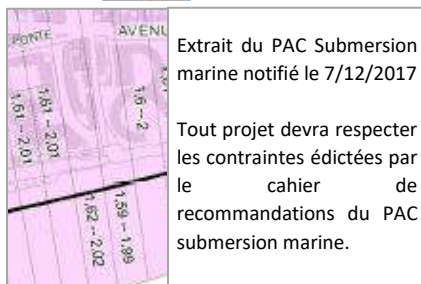 PONTE
AVENU
1.61 -- 2.01
1.61 -- 2.01
1.6 -- 2
1.62 -- 2.02
1.59 -- 1.99
Extrait du PAC Submersion
marine notifié le 7/12/2017
Tout projet devra respecter
les contraintes édictées par
le cahier de
recommandations du PAC
submersion marine.